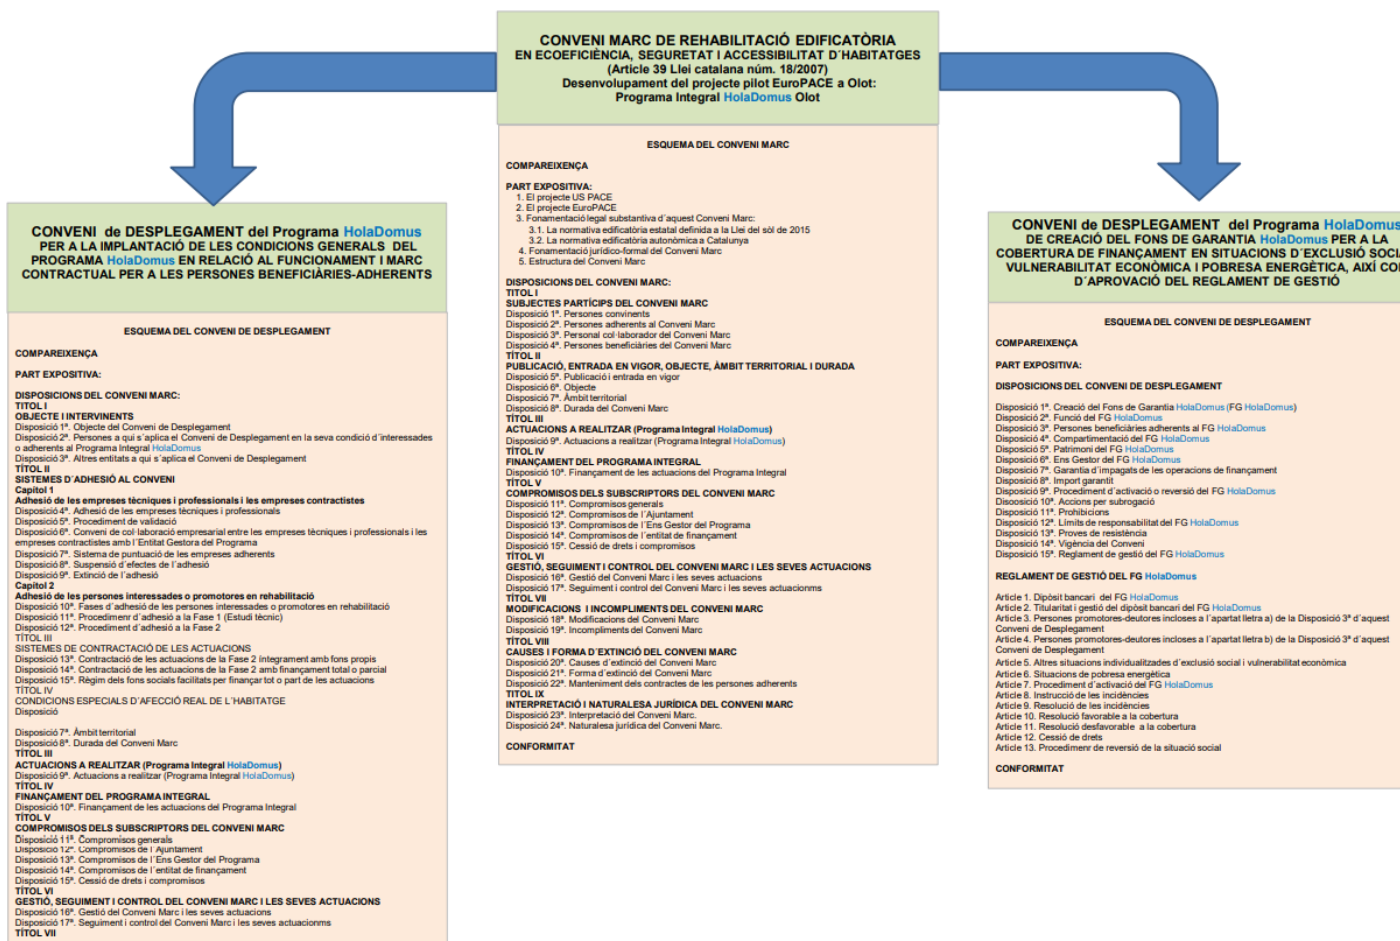 CONVENI MARC DE REHABILITACIÓ EDIFICATÒRIA
EN ECOEFICIÈNCIA, SEGURETAT I ACCESSIBILITAT D´HABITATGES
(Article 39 Llei catalana núm. 18/2007)
Desenvolupament del projecte pilot EuroPACE a Olot:
Programa Integral HolaDomus Olot
ESQUEMA DEL CONVENI MARC
COMPAREIXENÇA
PART EXPOSITIVA:
1. El projecte US PACE
2. El projecte EuroPACE
3. Fonamentació legal substantiva d´aquest Conveni Marc:
3.1. La normativa edificatòria estatal definida a la Llei del sòl de 2015
3.2. La normativa edificatòria autonòmica a Catalunya
4. Fonamentació jurídico-formal del Conveni Marc
5. Estructura del Conveni Marc
DISPOSICIONS DEL CONVENI MARC:
TITOL I
SUBJECTES PARTÍCIPS DEL CONVENI MARC
Disposició 1ª. Persones convinents
Disposició 2ª. Persones adherents al Conveni Marc
Disposició 3ª. Personal col·laborador del Conveni Marc
Disposició 4ª. Persones beneficiàries del Conveni Marc
TÍTOL II
PUBLICACIÓ, ENTRADA EN VIGOR, OBJECTE, ÀMBIT TERRITORIAL I DURADA
Disposició 5ª. Publicació i entrada en vigor
Disposició 6ª. Objecte
Disposició 7ª. Àmbit territorial
Disposició 8ª. Durada del Conveni Marc
TÍTOL III
ACTUACIONS A REALITZAR (Programa Integral HolaDomus)
Disposició 9ª. Actuacions a realitzar (Programa Integral HolaDomus)
TÍTOL IV
FINANÇAMENT DEL PROGRAMA INTEGRAL
Disposició 10ª. Finançament de les actuacions del Programa Integral
TÍTOL V
COMPROMISOS DELS SUBSCRIPTORS DEL CONVENI MARC
Disposició 11ª. Compromisos generals
Disposició 12ª. Compromisos de l´Ajuntament
Disposició 13ª. Compromisos de l´Ens Gestor del Programa
Disposició 14ª. Compromisos de l´entitat de finançament
Disposició 15ª. Cessió de drets i compromisos
TÍTOL VI
GESTIÓ, SEGUIMENT I CONTROL DEL CONVENI MARC I LES SEVES ACTUACIONS
Disposició 16ª. Gestió del Conveni Marc i les seves actuacions
Disposició 17ª. Seguiment i control del Conveni Marc i les seves actuacionms
TÍTOL VII
MODIFICACIONS I INCOMPLIMENTS DEL CONVENI MARC
Disposició 18ª. Modificacions del Conveni Marc
Disposició 19ª. Incompliments del Conveni Marc
TÍTOL VIII
CAUSES I FORMA D´EXTINCIÓ DEL CONVENI MARC
Disposició 20ª. Causes d´extinció del Conveni Marc
Disposició 21ª. Forma d´extinció del Conveni Marc
Disposició 22ª. Manteniment dels contractes de les persones adherents
TITOL IX
INTERPRETACIÓ I NATURALESA JURÍDICA DEL CONVENI MARC
Disposició 23ª. Interpretació del Conveni Marc.
Disposició 24ª. Naturalesa jurídica del Conveni Marc.
CONFORMITAT
CONVENI de DESPLEGAMENT del Programa HolaDomus
PER A LA IMPLANTACIÓ DE LES CONDICIONS GENERALS DEL
PROGRAMA HolaDomus EN RELACIÓ AL FUNCIONAMENT I MARC
CONTRACTUAL PER A LES PERSONES BENEFICIÀRIES-ADHERENTS
ESQUEMA DEL CONVENI DE DESPLEGAMENT
COMPAREIXENÇA
PART EXPOSITIVA:
DISPOSICIONS DEL CONVENI MARC:
TITOL I
OBJECTE I INTERVINENTS
Disposició 1ª. Objecte del Conveni de Desplegament
Disposició 2ª. Persones a qui s´aplica el Conveni de Desplegament en la seva condició d´interessades
o adherents al Programa Integral HolaDomus
Disposició 3ª. Altres entitats a qui s´aplica el Conveni de Desplegament
TÍTOL II
SISTEMES D´ADHESIÓ AL CONVENI
Capítol 1
Adhesió de les empreses tècniques i professionals i les empreses contractistes
Disposició 4ª. Adhesió de les empreses tècniques i professionals
Disposició 5ª. Procediment de validació
Disposició 6ª. Conveni de col·laboració empresarial entre les empreses tècniques i professionals i les
empreses contractistes amb l´Entitat Gestora del Programa
Disposició 7ª. Sistema de puntuació de les empreses adherents
Disposició 8ª. Suspensió d´efectes de l´adhesió
Disposició 9ª. Extinció de l´adhesió
Capítol 2
Adhesió de les persones interessades o promotores en rehabilitació
Disposició 10ª. Fases d´adhesió de les persones interessades o promotores en rehabilitació
Disposició 11ª. Procedimenr d´adhesió a la Fase 1 (Estudi tècnic)
Disposició 12ª. Procediment d´adhesió a la Fase 2
TÍTOL III
SISTEMES DE CONTRACTACIÓ DE LES ACTUACIONS
Disposició 13ª. Contractació de les actuacions de la Fase 2 íntegrament amb fons propis
Disposició 14ª. Contractació de les actuacions de la Fase 2 amb finançament total o parcial
Disposició 15ª. Règim dels fons socials facilitats per finançar tot o part de les actuacions
TÍTOL IV
CONDICIONS ESPECIALS D´AFECCIÓ REAL DE L´HABITATGE
Disposició
Disposició 7ª. Àmbit territorial
Disposició 8ª. Durada del Conveni Marc
TÍTOL III
ACTUACIONS A REALITZAR (Programa Integral HolaDomus)
Disposició 9ª. Actuacions a realitzar (Programa Integral HolaDomus)
TÍTOL IV
FINANÇAMENT DEL PROGRAMA INTEGRAL
Disposició 10ª. Finançament de les actuacions del Programa Integral
TÍTOL V
COMPROMISOS DELS SUBSCRIPTORS DEL CONVENI MARC
Disposició 11ª. Compromisos generals
Disposició 12ª. Compromisos de l´Ajuntament
Disposició 13ª. Compromisos de l´Ens Gestor del Programa
Disposició 14ª. Compromisos de l´entitat de finançament
Disposició 15ª. Cessió de drets i compromisos
TÍTOL VI
GESTIÓ, SEGUIMENT I CONTROL DEL CONVENI MARC I LES SEVES ACTUACIONS
Disposició 16ª. Gestió del Conveni Marc i les seves actuacions
Disposició 17ª. Seguiment i control del Conveni Marc i les seves actuacionms
TÍTOL VII
CONVENI de DESPLEGAMENT del Programa HolaDomus
DE CREACIÓ DEL FONS DE GARANTIA HolaDomus PER A LA
COBERTURA DE FINANÇAMENT EN SITUACIONS D´EXCLUSIÓ SOCIA
VULNERABILITAT ECONÒMICA I POBRESA ENERGÈTICA, AIXÍ CO
D´APROVACIÓ DEL REGLAMENT DE GESTIÓ
ESQUEMA DEL CONVENI DE DESPLEGAMENT
COMPAREIXENÇA
PART EXPOSITIVA:
DISPOSICIONS DEL CONVENI DE DESPLEGAMENT
Disposició 1ª. Creació del Fons de Garantia HolaDomus (FG HolaDomus)
Disposició 2ª. Funció del FG HolaDomus
Disposició 3ª. Persones beneficiàries adherents al FG HolaDomus
Disposició 4ª. Compartimentació del FG HolaDomus
Disposició 5ª. Patrimoni del FG HolaDomus
Disposició 6ª. Ens Gestor del FG HolaDomus
Disposició 7ª. Garantia d´impagats de les operacions de finançament
Disposició 8ª. Import garantit
Disposició 9ª. Procediment d´activació o reversió del FG HolaDomus
Disposició 10ª. Accions per subrogació
Disposició 11ª. Prohibicions
Disposició 12ª. Límits de responsabilitat del FG HolaDomus
Disposició 13ª. Proves de resistència
Disposició 14ª. Vigència del Conveni
Disposició 15ª. Reglament de gestió del FG HolaDomus
REGLAMENT DE GESTIÓ DEL FG HolaDomus
Article 1. Dipòsit bancari del FG HolaDomus
Article 2. Titularitat i gestió del dipòsit bancari del FG HolaDomus
Article 3. Persones promotores-deutores incloses a l´apartat lletra a) de la Disposició 3ª d´aquest
Conveni de Desplegament
Article 4. Persones promotores-deutores incloses a l´apartat lletra b) de la Disposició 3ª d´aquest
Conveni de Desplegament
Article 5. Altres situacions individualitzades d´exclusió social i vulnerabilitat econòmica
Article 6. Situacions de pobresa energètica
Article 7. Procediment d´activació del FG HolaDomus
Article 8. Instrucció de les incidències
Article 9. Resolució de les incidències
Article 10. Resolució favorable a la cobertura
Article 11. Resolució desfavorable a la cobertura
Article 12. Cessió de drets
Article 13. Procedimenr de reversió de la situació social
CONFORMITAT